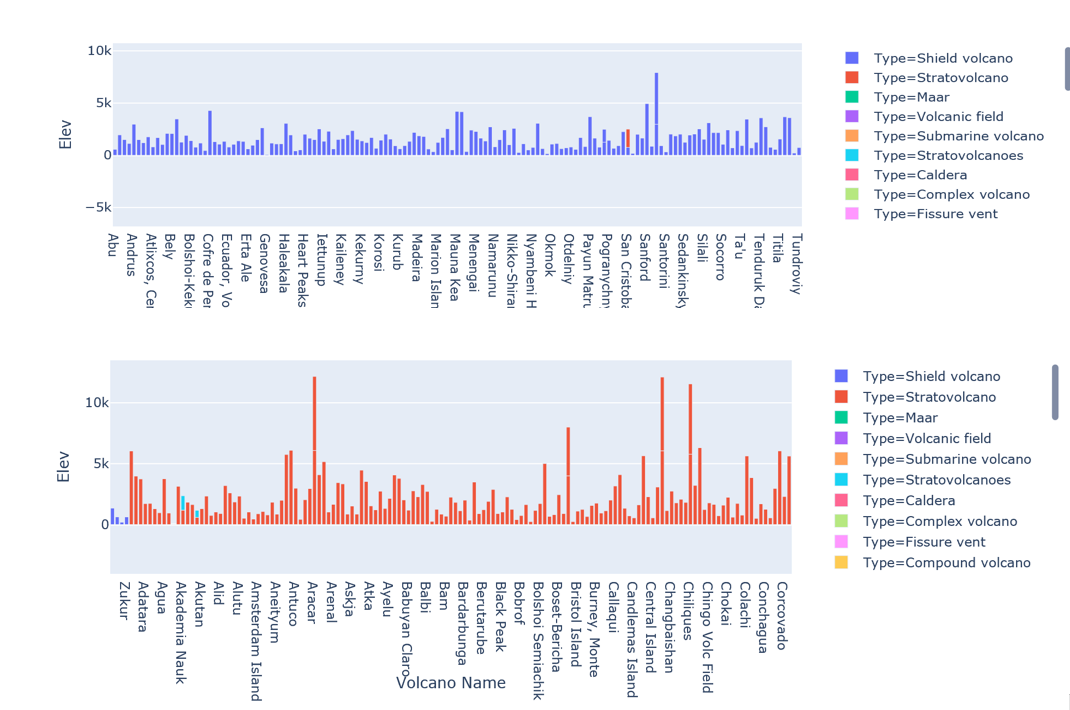 10k
5k
0
−5k
Elev
Abu
Andrus
Atlixcos, Cer
Bely
Bolshoi-Keku
Cofre de Per
Ecuador, Vo
Erta Ale
Genovesa
Haleakala
Heart Peaks
Iettunup
Kaileney
Kekurny
Korosi
Kurub
Madeira
Marion Islan
Mauna Kea
Menengai
Namarunu
Nikko-Shirar
Nyambeni H
Okmok
Otdelniy
Payun Matru
Pogranychny
San Cristoba
Sanford
Santorini
Sedankinsky
Silali
Socorro
Ta'u
Tenduruk Da
Titila
Tundroviy
Type=Shield volcano
Type=Stratovolcano
Type=Maar
Type=Volcanic field
Type=Submarine volcano
Type=Stratovolcanoes
Type=Caldera
Type=Complex volcano
Type=Fissure vent
10k
5k
0
Elev
Zukur
Adatara
Agua
Akademia Nauk
Akutan
Alid
Alutu
Amsterdam Island
Aneityum
Antuco
Aracar
Arenal
Askja
Atka
Ayelu
Babuyan Claro
Balbi
Bam
Bardarbunga
Berutarube
Black Peak
Bobrof
Bolshoi Semiachik
Boset-Bericha
Bristol Island
Burney, Monte
Callaqui
Candlemas Island
Central Island
Changbaishan
Chiliques
Chingo Volc Field
Chokai
Colachi
Conchagua
Corcovado
Volcano Name
Type=Shield volcano
Type=Stratovolcano
Type=Maar
Type=Volcanic field
Type=Submarine volcano
Type=Stratovolcanoes
Type=Caldera
Type=Complex volcano
Type=Fissure vent
Type=Compound volcano